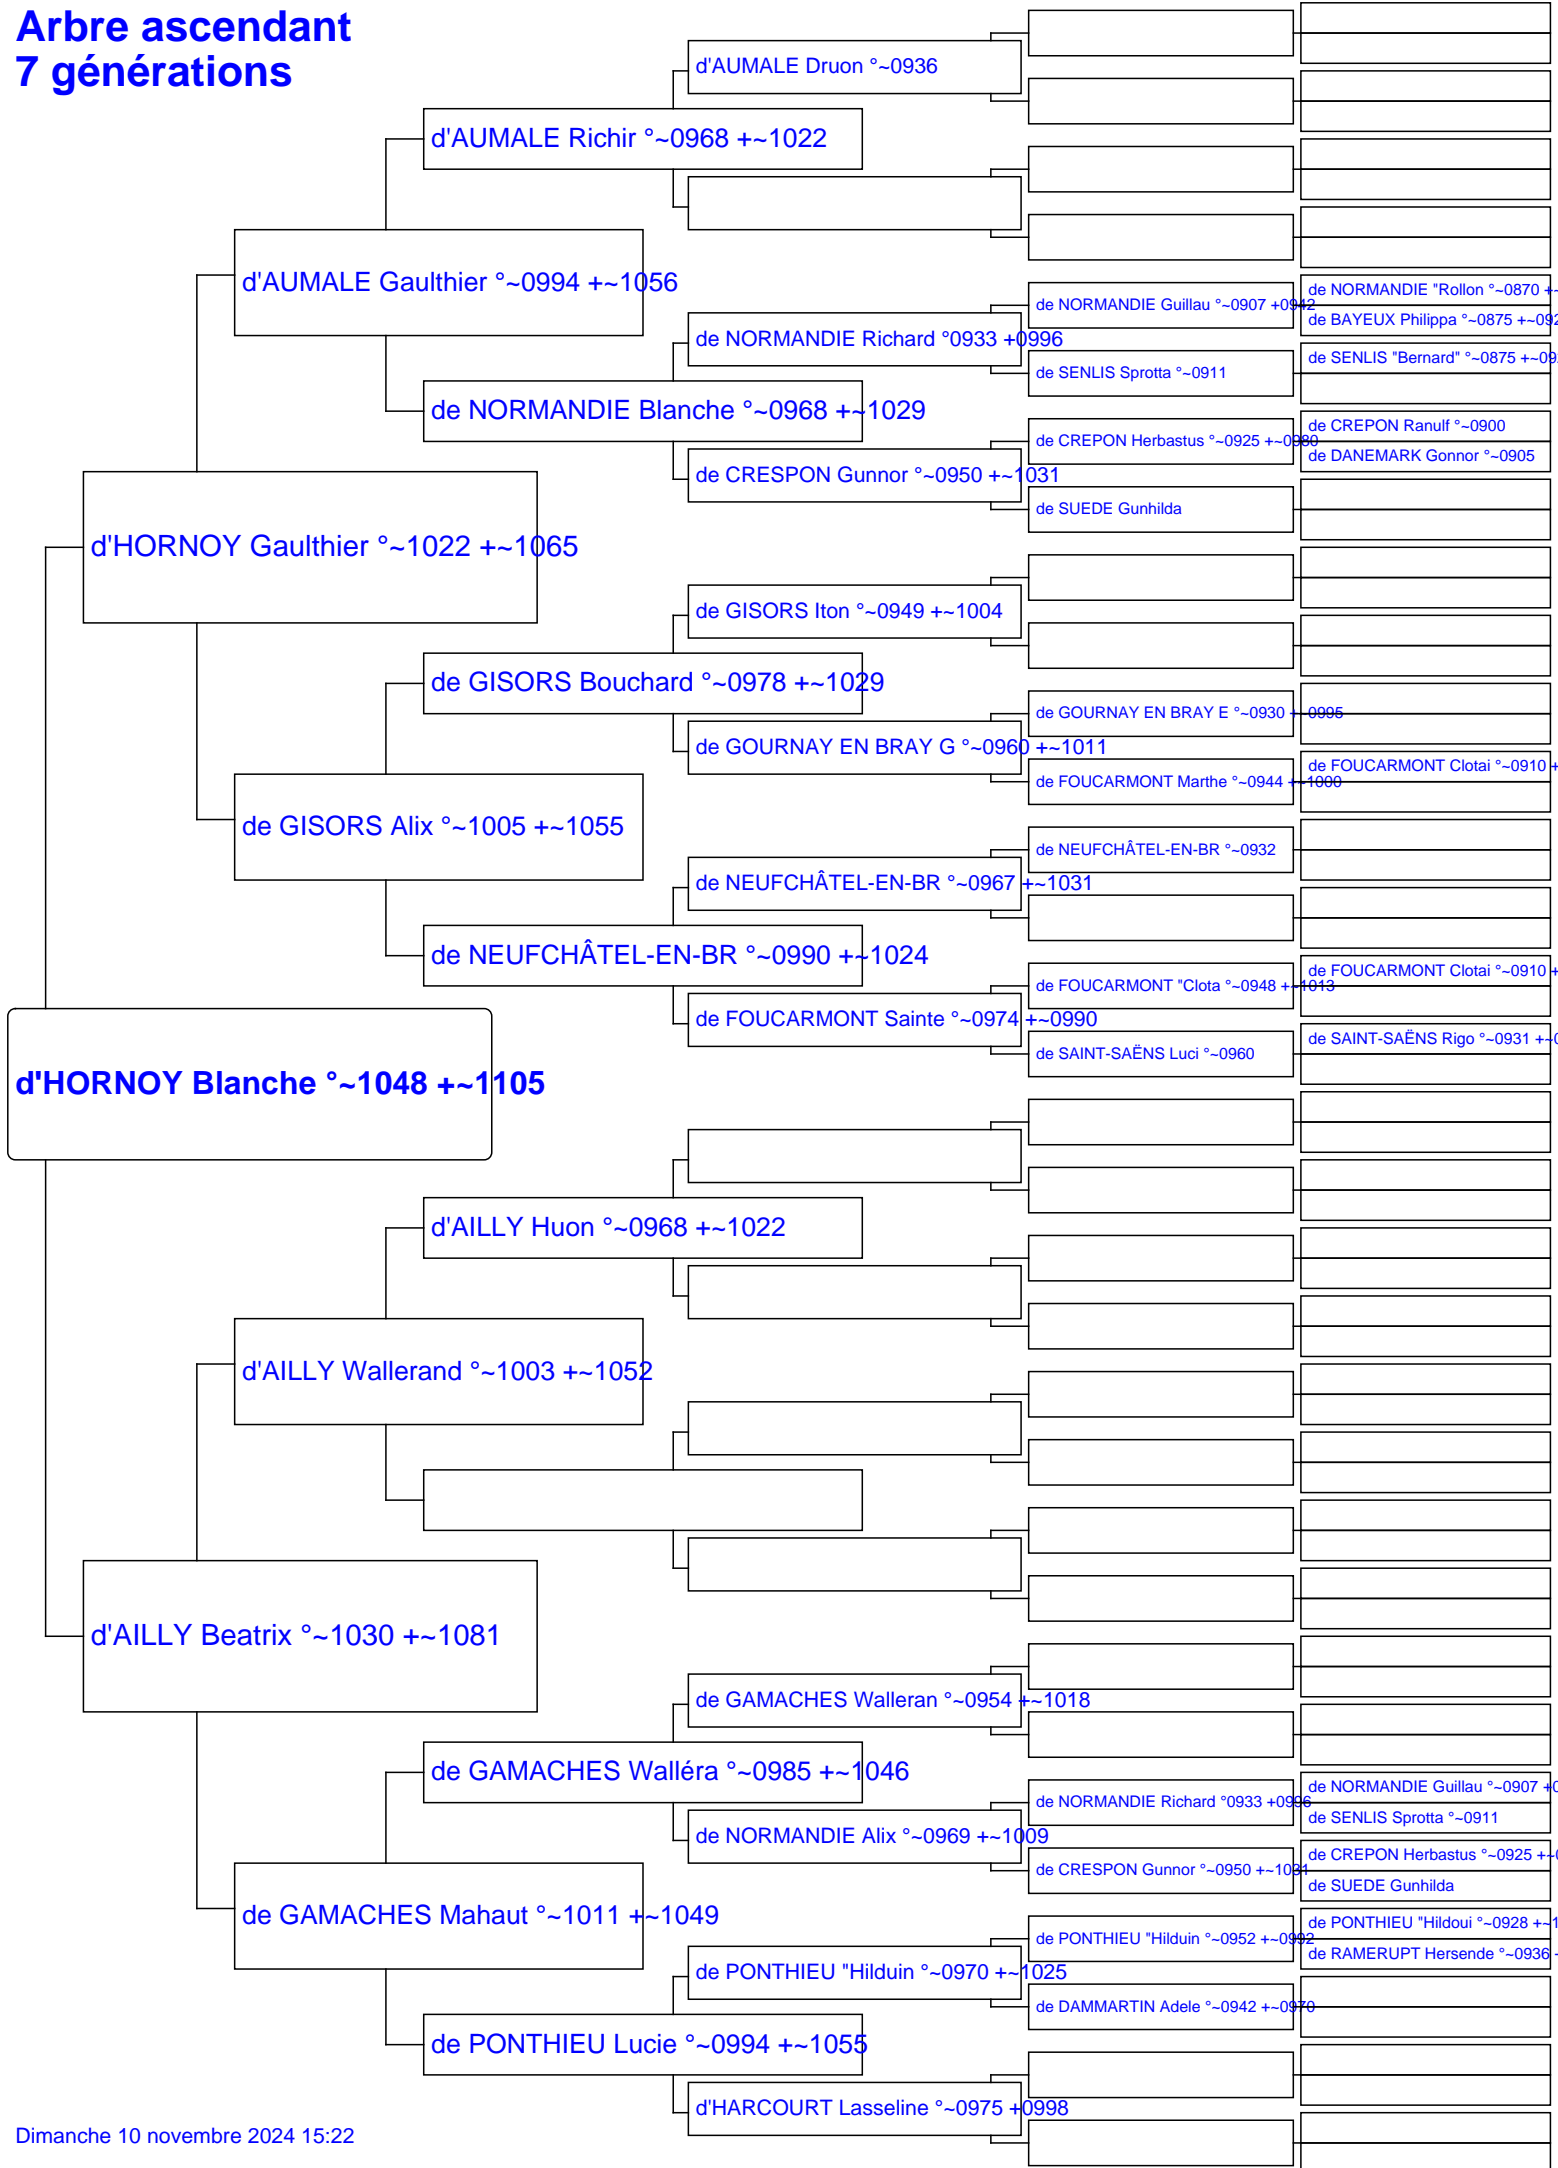 Arbre ascendant
7 générations
d'AUMALE Druon °~0936
d'AUMALE Richir °~0968 +~1022
d'AUMALE Gaulthier °~0994 +~1056
de NORMANDIE "Rollon °~0870 +~
de NORMANDIE Guillau °~0907 +0942
de BAYEUX Philippa °~0875 +~092
de NORMANDIE Richard °0933 +0996
de SENLIS "Bernard" °~0875 +~09
de SENLIS Sprotta °~0911
de NORMANDIE Blanche °~0968 +~1029
de CREPON Ranulf °~0900
de CREPON Herbastus °~0925 +~0980
de DANEMARK Gonnor °~0905
de CRESPON Gunnor °~0950 +~1031
de SUEDE Gunhilda
d'HORNOY Gaulthier °~1022 +~1065
de GISORS Iton °~0949 +~1004
de GISORS Bouchard °~0978 +~1029
de GOURNAY EN BRAY E °~0930 +~0995
de GOURNAY EN BRAY G °~0960 +~1011
de FOUCARMONT Clotai °~0910 +
de FOUCARMONT Marthe °~0944 +~1000
de GISORS Alix °~1005 +~1055
de NEUFCHÂTEL-EN-BR °~0932
de NEUFCHÂTEL-EN-BR °~0967 +~1031
de NEUFCHÂTEL-EN-BR °~0990 +~1024
de FOUCARMONT Clotai °~0910 +
de FOUCARMONT "Clota °~0948 +~1013
de FOUCARMONT Sainte °~0974 +~0990
de SAINT-SAËNS Rigo °~0931 +~0
de SAINT-SAËNS Luci °~0960
d'HORNOY Blanche °~1048 +~1105
d'AILLY Huon °~0968 +~1022
d'AILLY Wallerand °~1003 +~1052
d'AILLY Beatrix °~1030 +~1081
de GAMACHES Walleran °~0954 +~1018
de GAMACHES Walléra °~0985 +~1046
de NORMANDIE Guillau °~0907 +0
de NORMANDIE Richard °0933 +0996
de SENLIS Sprotta °~0911
de NORMANDIE Alix °~0969 +~1009
de CREPON Herbastus °~0925 +~0
de CRESPON Gunnor °~0950 +~1031
de SUEDE Gunhilda
de GAMACHES Mahaut °~1011 +~1049
de PONTHIEU "Hildoui °~0928 +~1
de PONTHIEU "Hilduin °~0952 +~0992
de RAMERUPT Hersende °~0936 +
de PONTHIEU "Hilduin °~0970 +~1025
de DAMMARTIN Adele °~0942 +~0970
de PONTHIEU Lucie °~0994 +~1055
d'HARCOURT Lasseline °~0975 +0998
Dimanche 10 novembre 2024 15:22